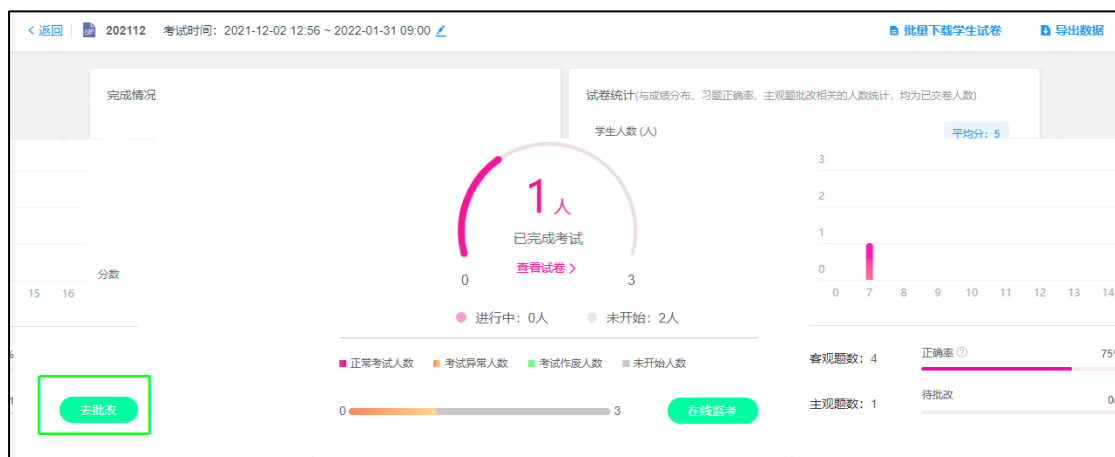 < 返回 202112 考试时间：2021-12-02 12:56 ~ 2022-01-31 09:00 批量下载学生试卷 导出数据
完成情况
试卷统计(与成绩分布、习题正确率、主观题批改相关的人数统计，均为已交卷人数)
学生人数 (人)
平均分：5
1人
已完成考试
查看试卷 >
0 3
进行中：0人 未开始：2人
正常考试人数 考试异常人数 考试作废人数 未开始人数
0 3 在线监考
3
2
1
0
0 7 8 9 10 11 12 13 14
15 16 分数
客观题数：4 正确率 75%
主观题数：1 待批改 0/
%
1
去批改